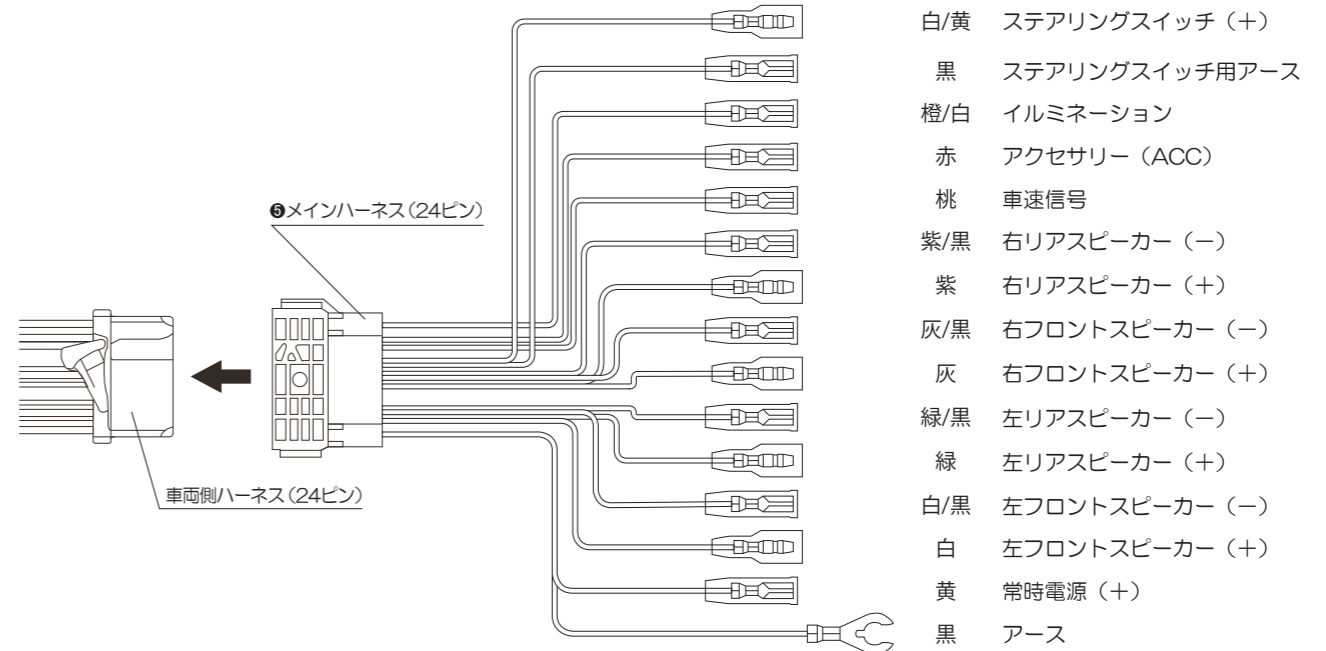 白/黄 ステアリングスイッチ（＋）
黒 ステアリングスイッチ用アース
橙/白 イルミネーション
赤 アクセサリー（ACC）
桃 車速信号
❺メインハーネス（24ピン）
紫/黒 右リアスピーカー（－）
紫 右リアスピーカー（＋）
灰/黒 右フロントスピーカー（－）
灰 右フロントスピーカー（＋）
緑/黒 左リアスピーカー（－）
緑 左リアスピーカー（＋）
車両側ハーネス（24ピン）
白/黒 左フロントスピーカー（－）
白 左フロントスピーカー（＋）
黄 常時電源（＋）
黒 アース